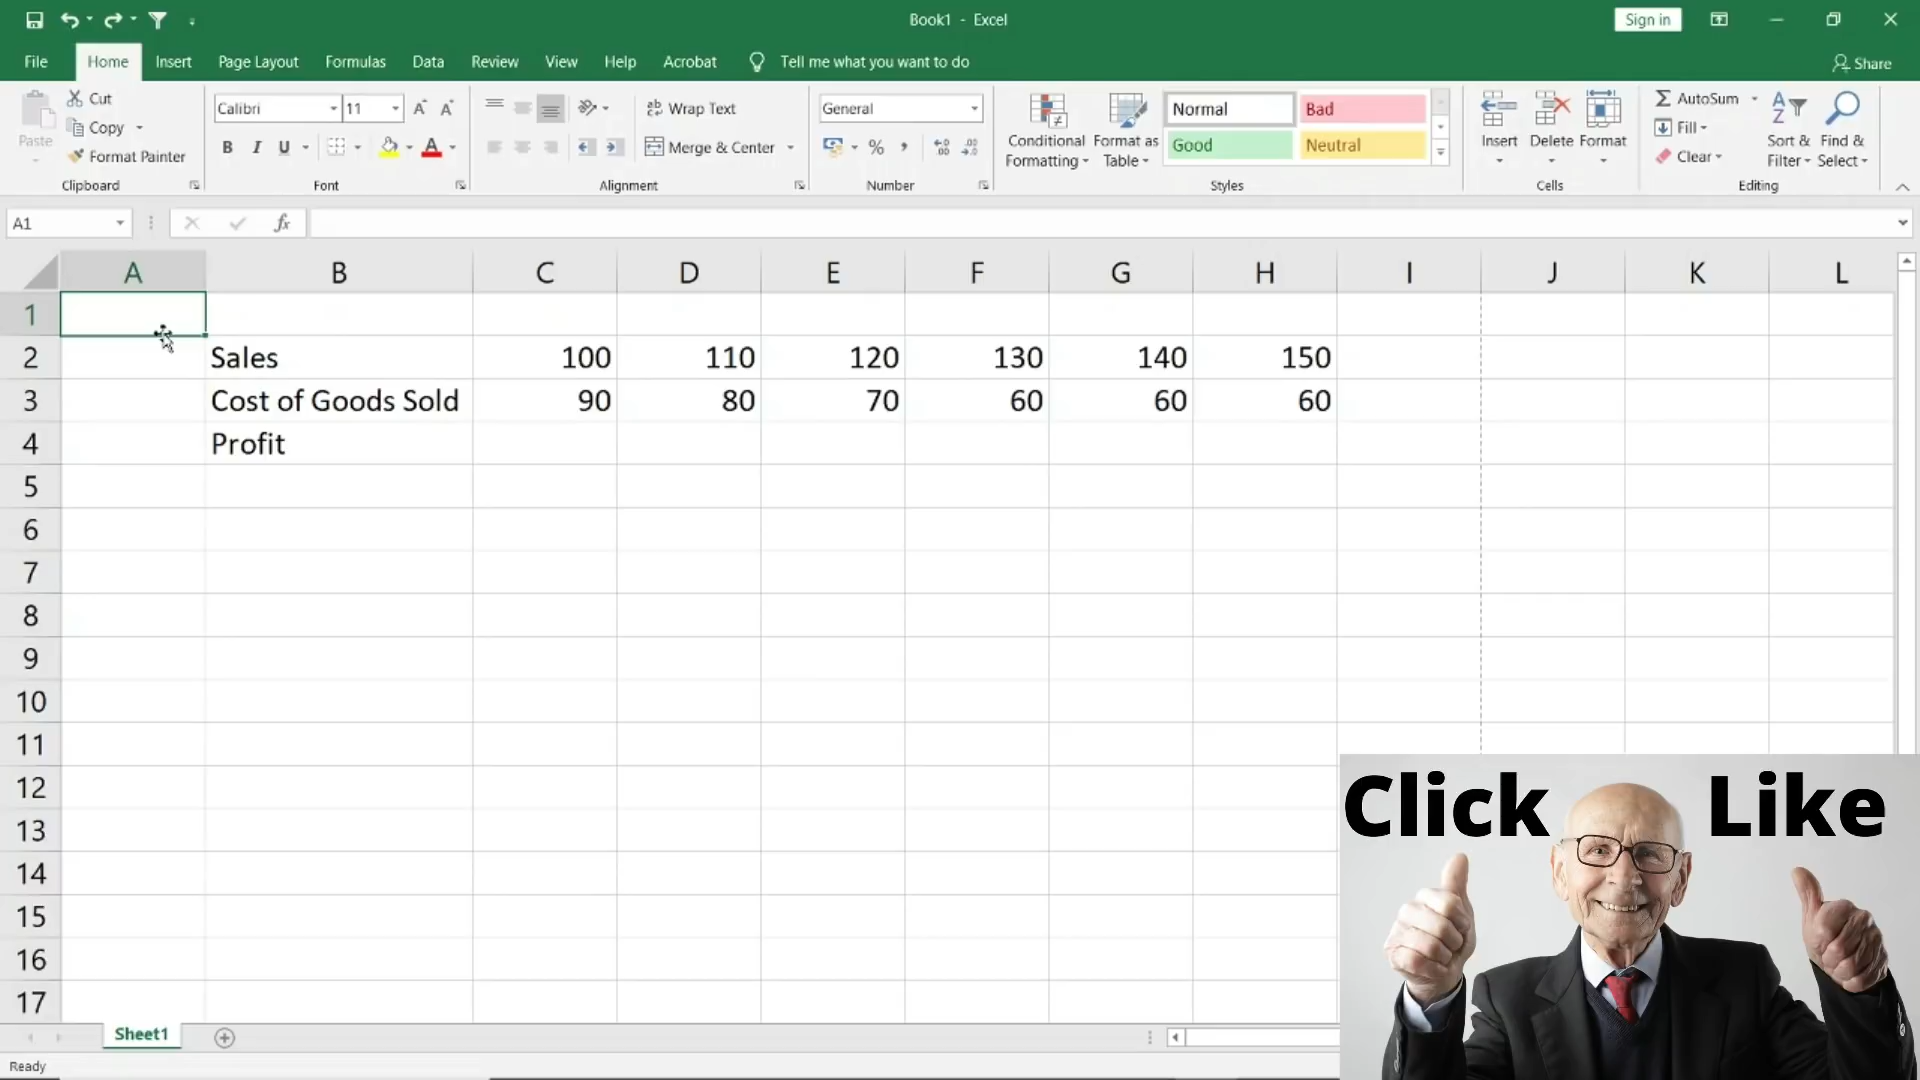 Book1 - Excel
Sign in
File Home Insert Page Layout Formulas Data Review View Help Acrobat Tell me what you want to do
Share
Paste
Cut
Copy
Format Painter
Clipboard
Calibri 11
B I U
Font
Wrap Text
Merge & Center
Alignment
General
%
Number
Conditional Formatting
Format as Table
Normal Bad
Good Neutral
Styles
Insert Delete Format
Cells
AutoSum
Fill
Clear
Sort & Filter
Find & Select
Editing
A1 fx
A B C D E F G H I J K L
1
2 Sales 100 110 120 130 140 150
3 Cost of Goods Sold 90 80 70 60 60 60
4 Profit
5
6
7
8
9
10
11
12
13
14
15
16
17
Click Like
Sheet1
Ready